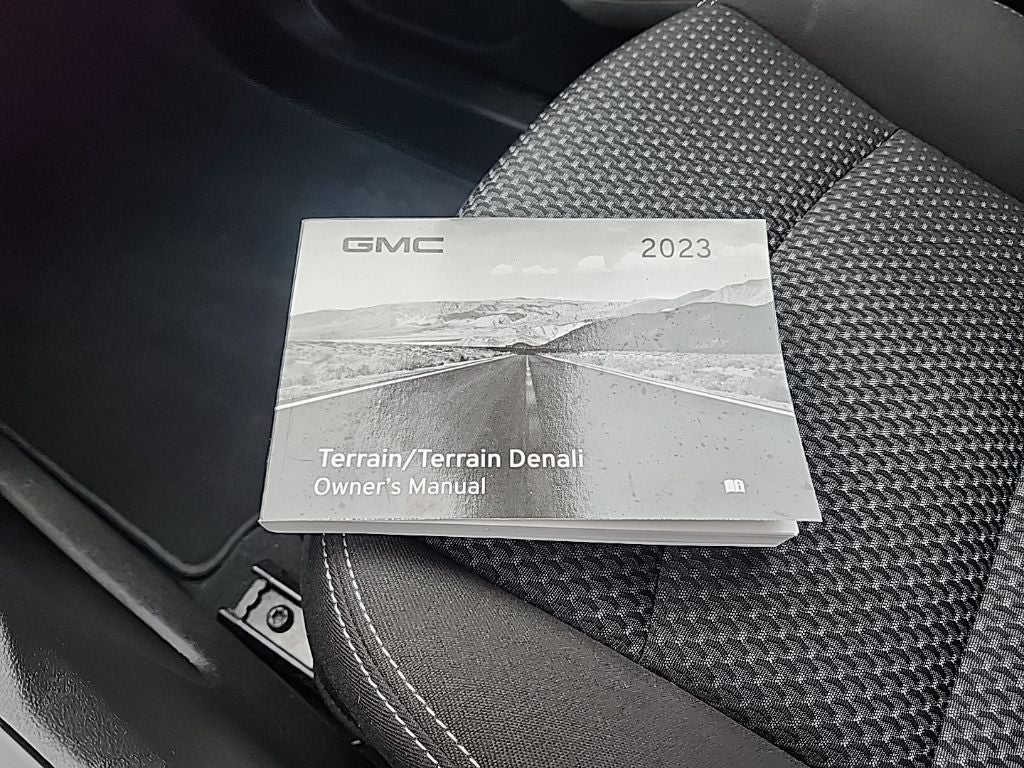 GMC 2023
Terrain/Terrain Denali
Owner's Manual